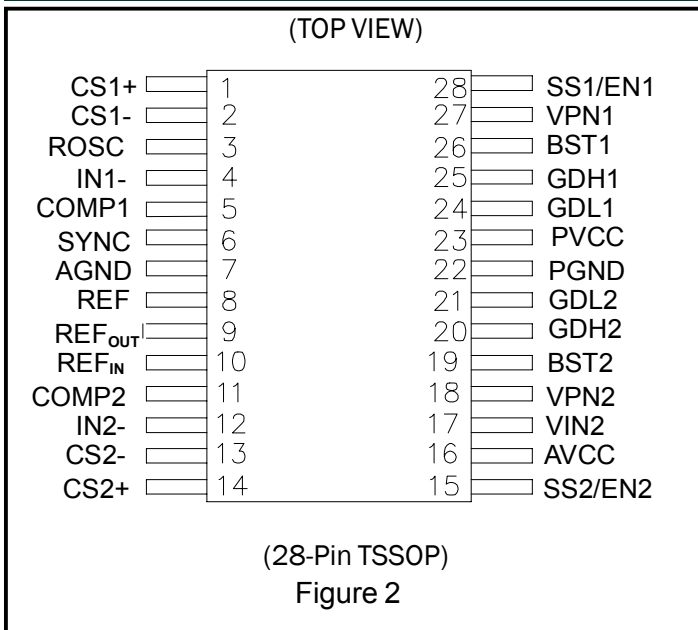 (TOP VIEW)
CS1+ 1 28 SS1/EN1
CS1- 2 27 VPN1
ROSC 3 26 BST1
IN1- 4 25 GDH1
COMP1 5 24 GDL1
SYNC 6 23 PVCC
AGND 7 22 PGND
REF 8 21 GDL2
REFOUT 9 20 GDH2
REFIN 10 19 BST2
COMP2 11 18 VPN2
IN2- 12 17 VIN2
CS2- 13 16 AVCC
CS2+ 14 15 SS2/EN2
(28-Pin TSSOP)
Figure 2